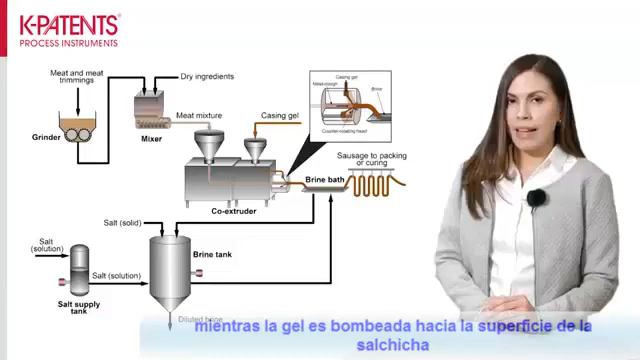 K-PATENTS®
PROCESS INSTRUMENTS
Meat and meat
trimmings
Dry ingredients
Grinder
Mixer
Meat mixture
Casing gel
Casing gel
Brine
Counter-rotating head
Sausage to packing
or curing
Brine bath
Co-extruder
Salt (solid)
Brine tank
Salt
(solution)
Salt (solution)
Salt supply
tank
Diluted brine
mientras la gel es bombeada hacia la superficie de la
salchicha